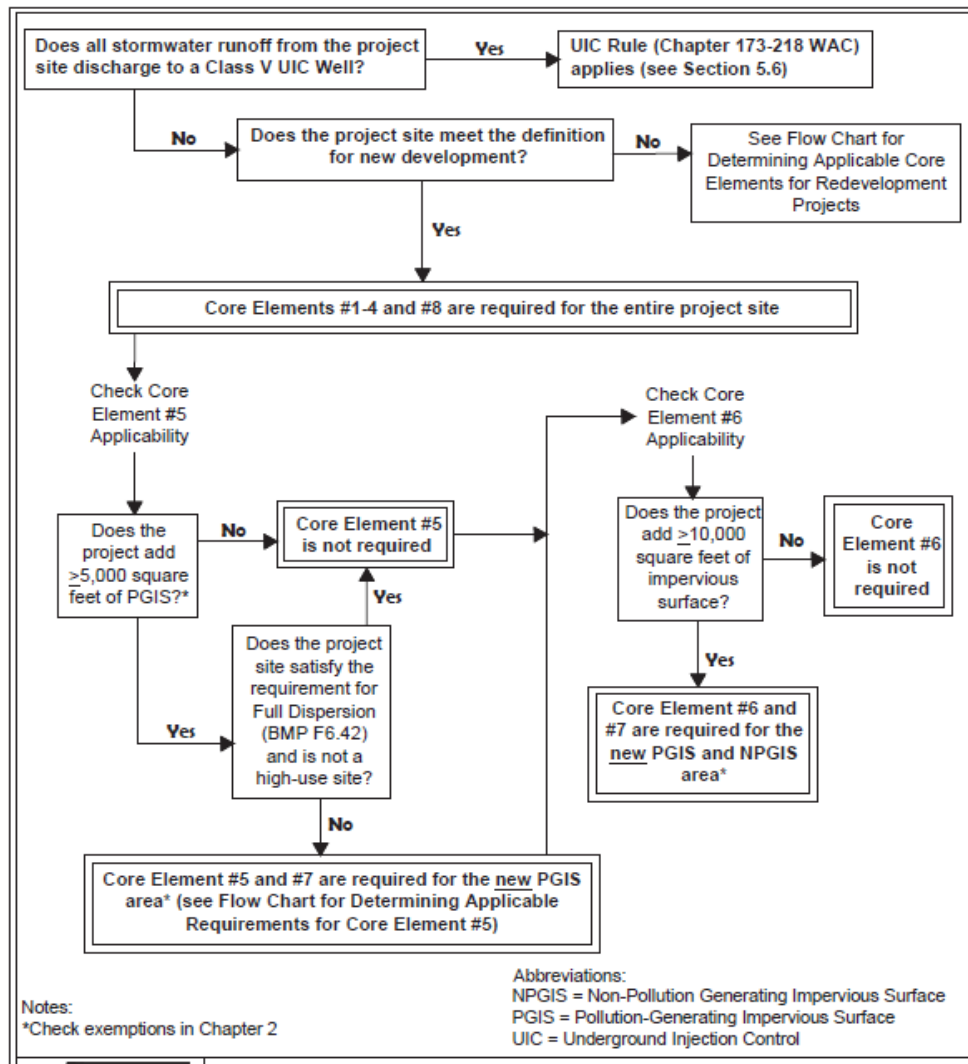 Does all stormwater runoff from the project
site discharge to a Class V UIC Well?
Yes
UIC Rule (Chapter 173-218 WAC)
applies (see Section 5.6)
No
Does the project site meet the definition
for new development?
No
See Flow Chart for
Determining Applicable Core
Elements for Redevelopment
Projects
Yes
Core Elements #1-4 and #8 are required for the entire project site
Check Core
Element #5
Applicability
Check Core
Element #6
Applicability
Does the
project add
≥5,000 square
feet of PGIS?*
No
Core Element #5
is not required
Does the project
add ≥10,000
square feet of
impervious
surface?
No
Core
Element #6
is not
required
Yes
Does the project
site satisfy the
requirement for
Full Dispersion
(BMP F6.42)
and is not a
high-use site?
Yes
Yes
Core Element #6 and
#7 are required for the
new PGIS and NPGIS
area*
No
Core Element #5 and #7 are required for the new PGIS
area* (see Flow Chart for Determining Applicable
Requirements for Core Element #5)
Notes:
*Check exemptions in Chapter 2
Abbreviations:
NPGIS = Non-Pollution Generating Impervious Surface
PGIS = Pollution-Generating Impervious Surface
UIC = Underground Injection Control